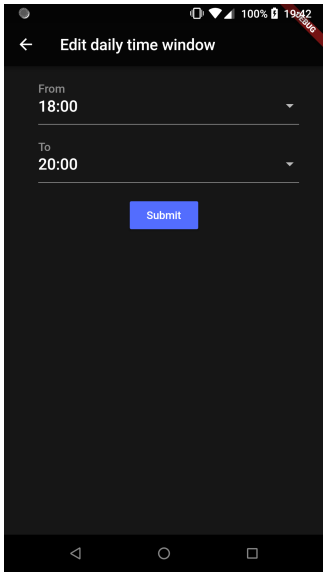 100% 19:42
DEBUG
Edit daily time window
From
18:00
To
20:00
Submit